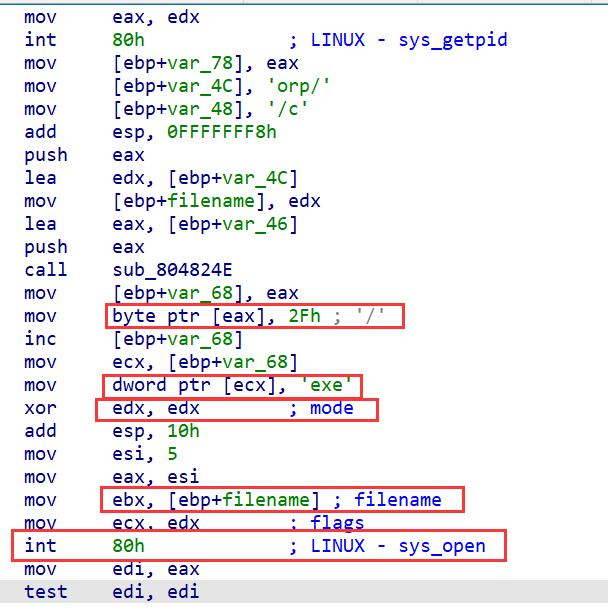 mov eax, edx
int 80h ; LINUX - sys_getpid
mov [ebp+var_78], eax
mov [ebp+var_4C], 'orp/'
mov [ebp+var_48], '/c'
add esp, 0FFFFFFF8h
push eax
lea edx, [ebp+var_4C]
mov [ebp+filename], edx
lea eax, [ebp+var_46]
push eax
call sub_804824E
mov [ebp+var_68], eax
mov byte ptr [eax], 2Fh ; '/'
inc [ebp+var_68]
mov ecx, [ebp+var_68]
mov dword ptr [ecx], 'exe'
xor edx, edx ; mode
add esp, 10h
mov esi, 5
mov eax, esi
mov ebx, [ebp+filename] ; filename
mov ecx, edx ; flags
int 80h ; LINUX - sys_open
mov edi, eax
test edi, edi